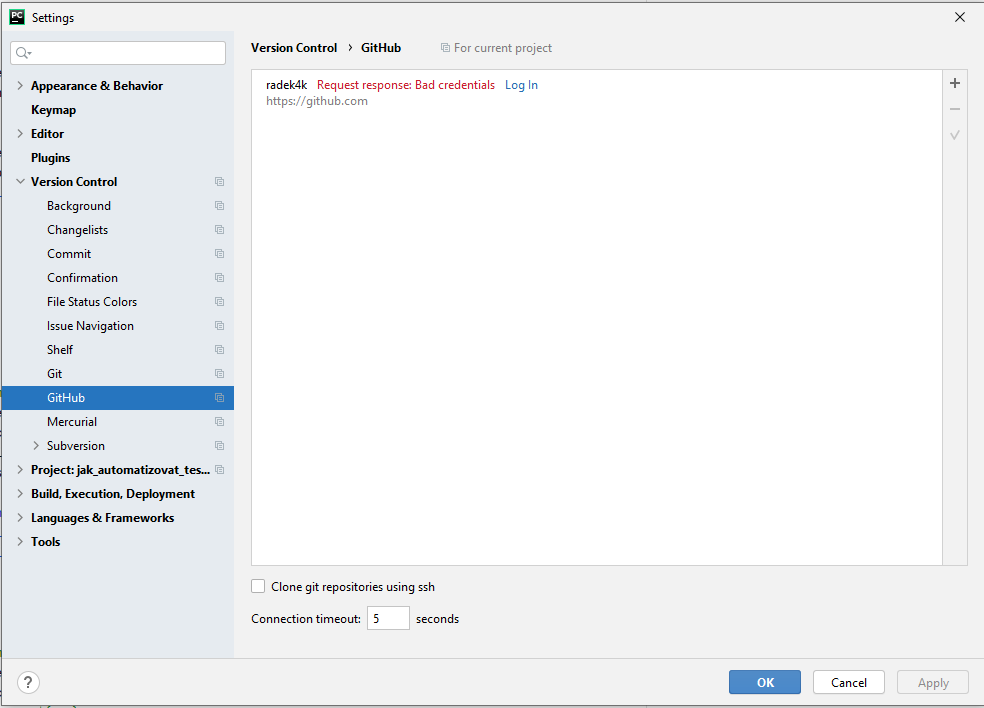 PC Settings
Version Control › GitHub For current project
Appearance & Behavior
Keymap
Editor
Plugins
Version Control
Background
Changelists
Commit
Confirmation
File Status Colors
Issue Navigation
Shelf
Git
GitHub
Mercurial
Subversion
Project: jak_automatizovat_tes...
Build, Execution, Deployment
Languages & Frameworks
Tools
radek4k Request response: Bad credentials Log In
https://github.com
Clone git repositories using ssh
Connection timeout: 5 seconds
? OK Cancel Apply